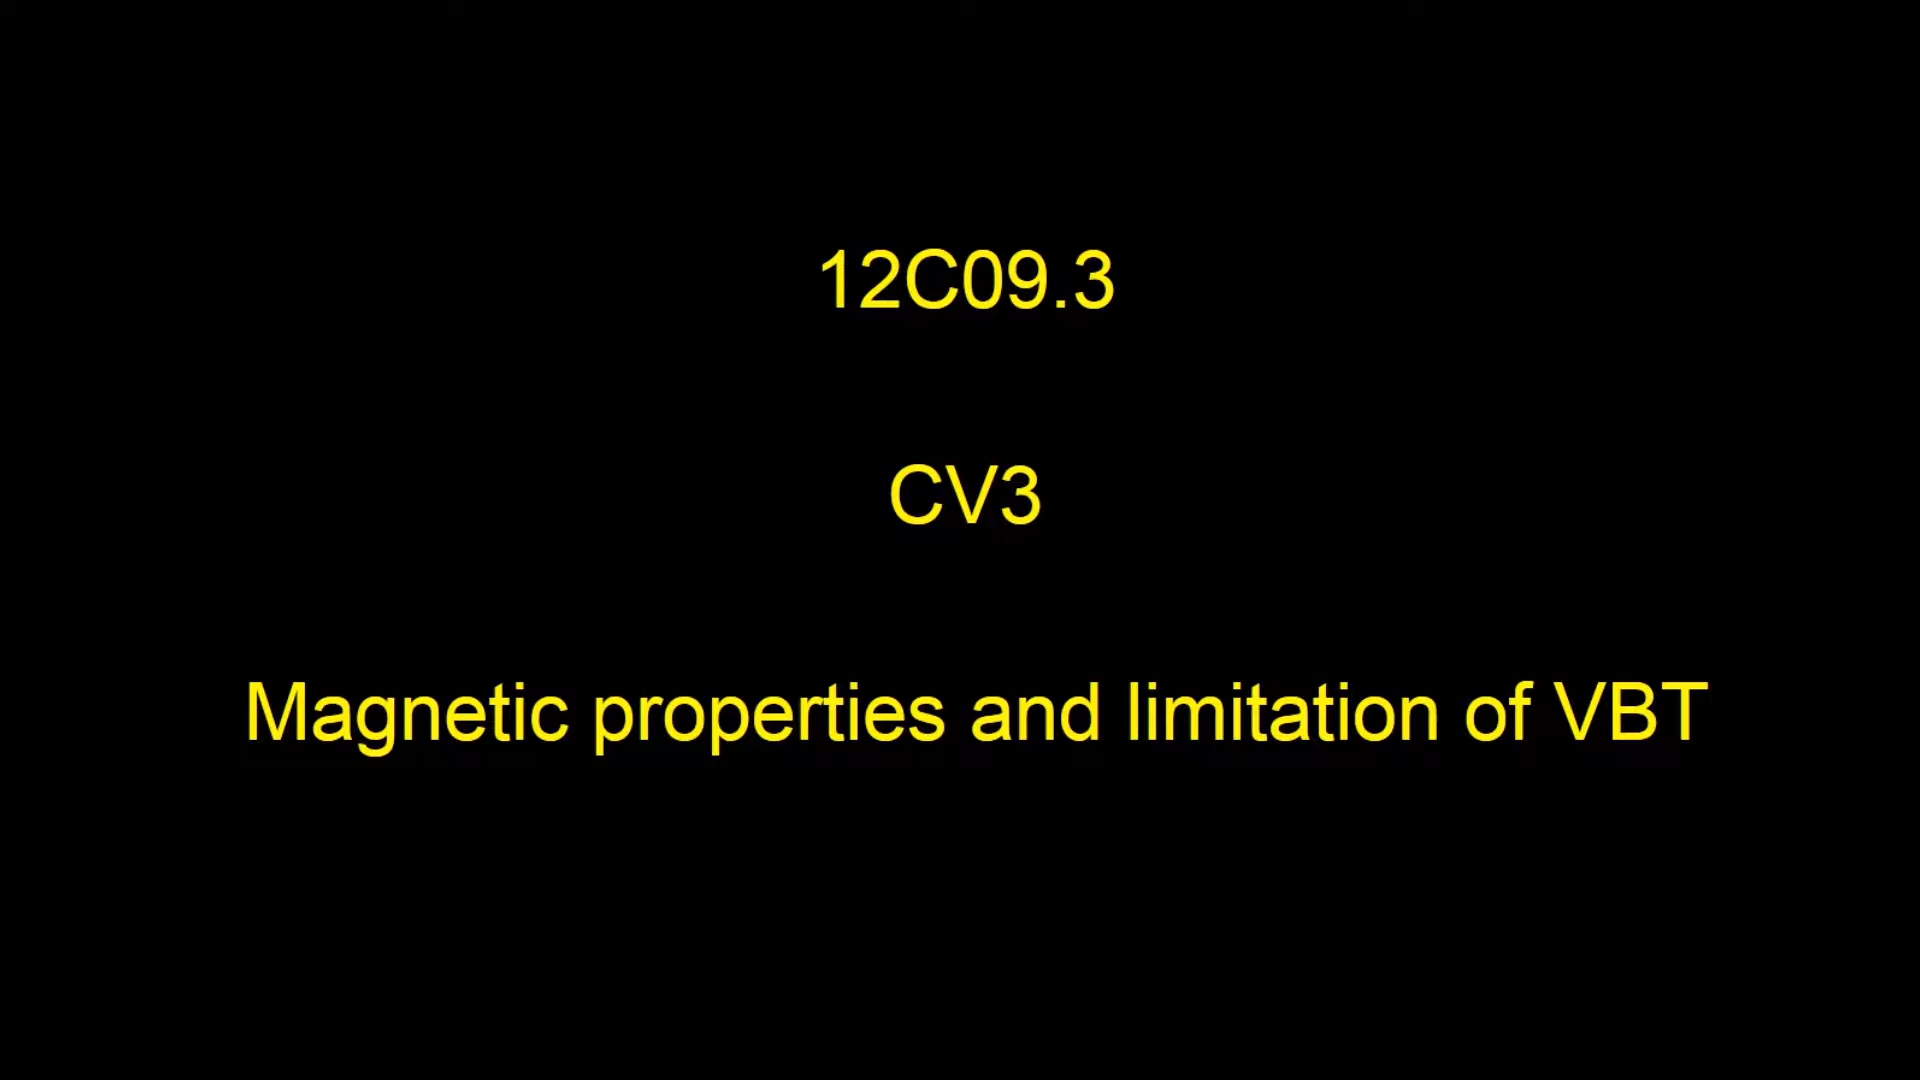 12C09.3
CV3
Magnetic properties and limitation of VBT